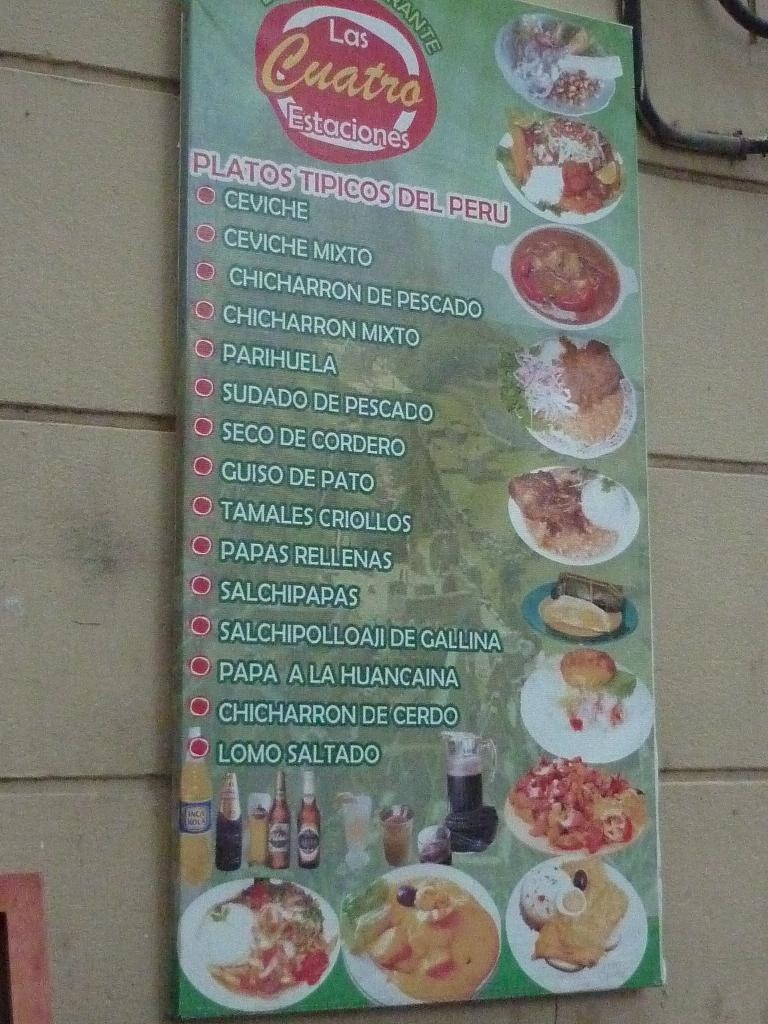 Las
Cuatro
Estaciones
PLATOS TIPICOS DEL PERU
CEVICHE
CEVICHE MIXTO
CHICHARRON DE PESCADO
CHICHARRON MIXTO
PARIHUELA
SUDADO DE PESCADO
SECO DE CORDERO
GUISO DE PATO
TAMALES CRIOLLOS
PAPAS RELLENAS
SALCHIPAPAS
SALCHIPOLLOAJI DE GALLINA
PAPA A LA HUANCAINA
CHICHARRON DE CERDO
LOMO SALTADO
INCA
KOLA